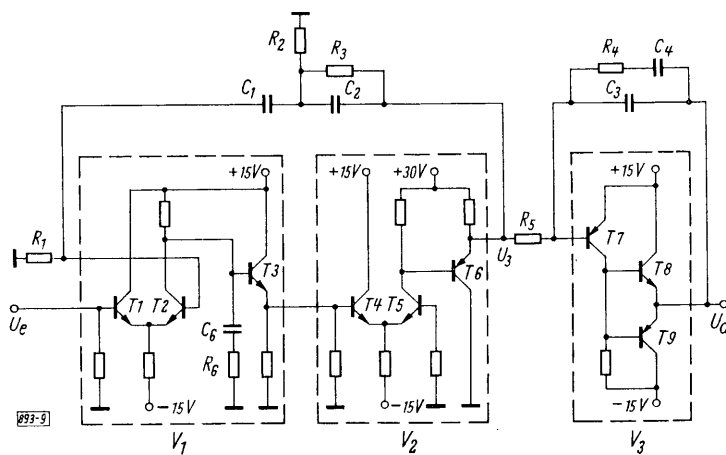 R2
R3
C1
C2
R4
C4
C3
+15V
+15V
+30V
+15V
R1
R5
U3
T1
T2
T3
T4
T5
T6
T7
T8
T9
Ue
Ua
C6
R6
-15V
-15V
-15V
893-9
V1
V2
V3